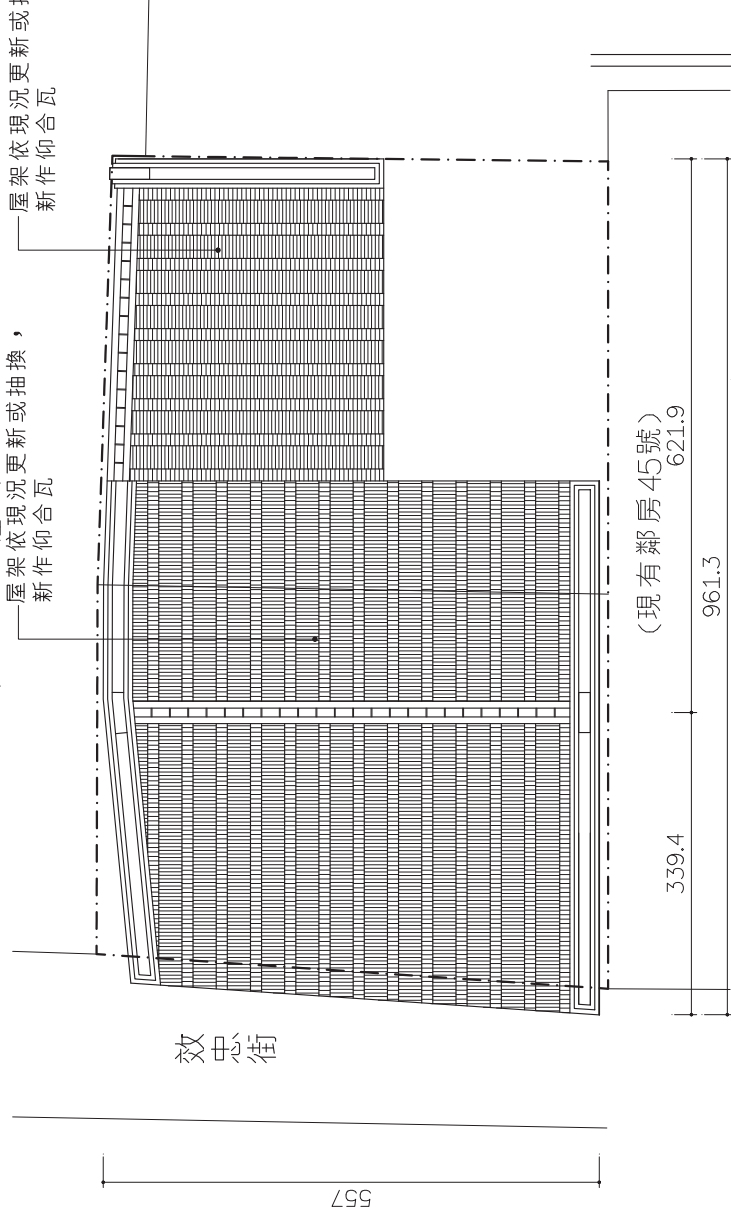 屋架依現況更新或抽換，
新作仰合瓦
屋架依現況更新或
新作仰合瓦
效忠街
(現有鄰房45號)
339.4
621.9
961.3
557